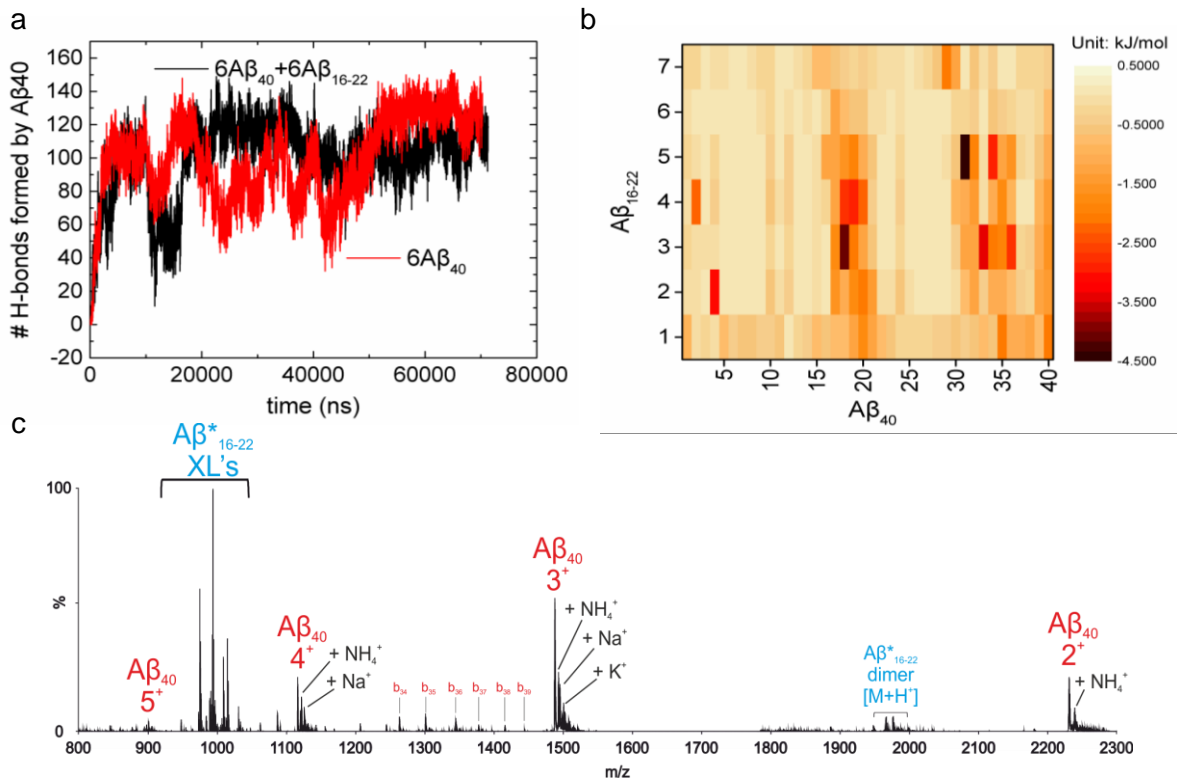 a
160
140
120
100
80
60
40
20
0
-20
# H-bonds formed by Aβ40
6Aβ₄₀+6Aβ₁₆₋₂₂
6Aβ₄₀
0 20000 40000 60000 80000
time (ns)
b
Unit: kJ/mol
7
6
5
4
3
2
1
Aβ₁₆₋₂₂
5 10 15 20 25 30 35 40
Aβ₄₀
0.5000
-0.5000
-1.500
-2.500
-3.500
-4.500
c
Aβ*₁₆₋₂₂
XL's
100
%
0
Aβ₄₀
5⁺
Aβ₄₀
4⁺
+ NH₄⁺
+ Na⁺
b₃₄ b₃₅ b₃₆ b₃₇ b₃₈ b₃₉
Aβ₄₀
3⁺
+ NH₄⁺
+ Na⁺
+ K⁺
Aβ*₁₆₋₂₂
dimer
[M+H⁺]
Aβ₄₀
2⁺
+ NH₄⁺
800 900 1000 1100 1200 1300 1400 1500 1600 1700 1800 1900 2000 2100 2200 2300
m/z